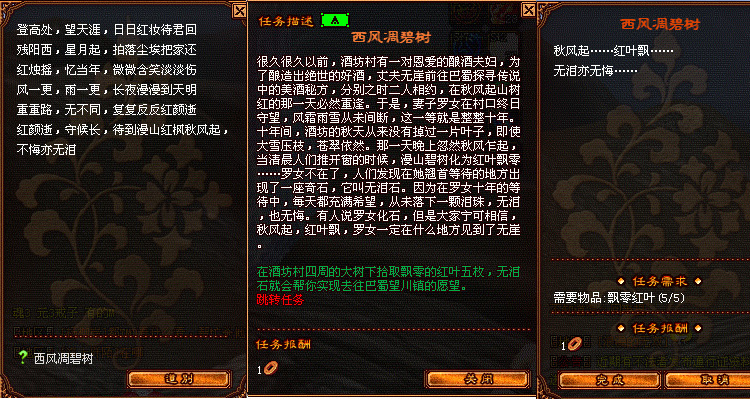 登高处，望天涯，日日红妆待君回
残阳西，星月起，拍落尘埃把家还
红烛摇，忆当年，微微含笑淡淡伤
风一更，雨一更，长夜漫漫到天明
重重路，无不同，复复反反红颜逝
红颜逝，守候长，待到漫山红枫秋风起，
不悔亦无泪
? 西风凋碧树
道别
任务描述
西风凋碧树
很久很久以前，酒坊村有一对恩爱的酿酒夫妇，为
了酿造出绝世的好酒，丈夫无崖前往巴蜀探寻传说
中的美酒秘方，分别之时二人相约，在秋风起山树
红的那一天必然重逢。于是，妻子罗女在村口终日
守望，风霜雨雪从未间断，这一等就是整整十年。
十年间，酒坊的秋天从来没有掉过一片叶子，即使
大雪压枝，苍翠依然。那一天晚上忽然秋风乍起，
当清晨人们推开窗的时候，漫山碧树化为红叶飘零
……罗女不在了，人们发现在她翘首等待的地方出
现了一座奇石，它叫无泪石。因为在罗女十年的等
待中，每天都充满希望，从未落下一颗泪珠，无泪
，也无悔。有人说罗女化石，但是大家宁可相信，
秋风起，红叶飘，罗女一定在什么地方见到了无崖
。
在酒坊村四周的大树下拾取飘零的红叶五枚，无泪
石就会帮你实现去往巴蜀望川镇的愿望。
跳转任务
任务报酬
1
关闭
西风凋碧树
秋风起……红叶飘……
无泪亦无悔……
任务需求
需要物品:飘零红叶(5/5)
任务报酬
1
完成
取消